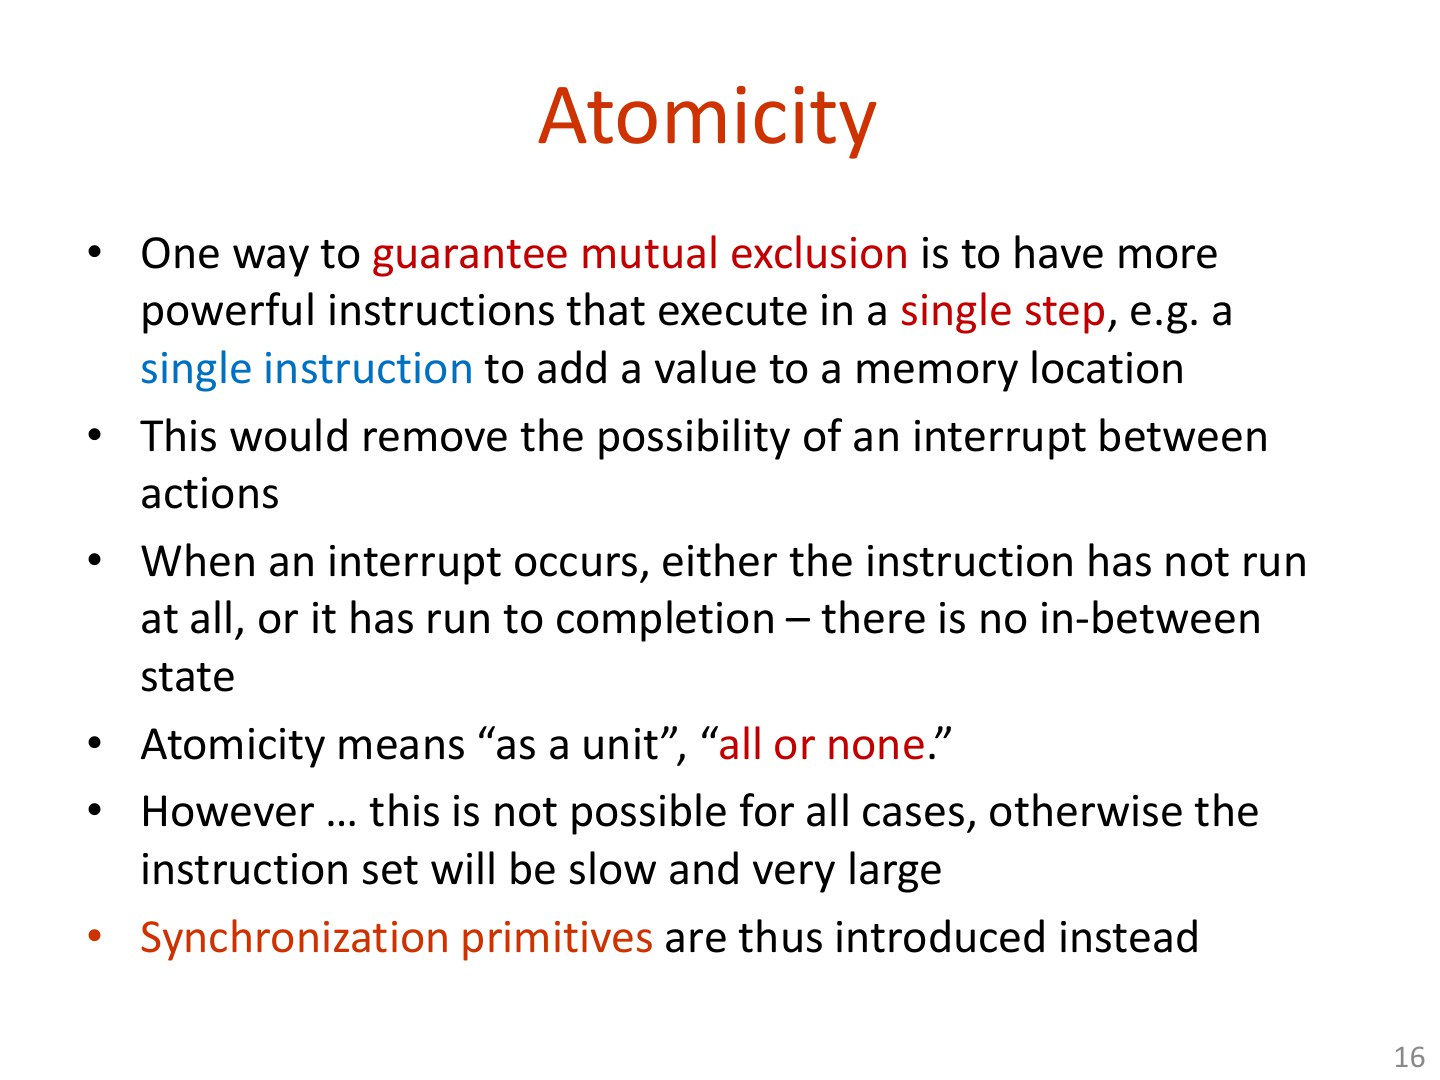 Atomicity
• One way to guarantee mutual exclusion is to have more
powerful instructions that execute in a single step, e.g. a
single instruction to add a value to a memory location
• This would remove the possibility of an interrupt between
actions
• When an interrupt occurs, either the instruction has not run
at all, or it has run to completion – there is no in-between
state
• Atomicity means “as a unit”, “all or none.”
• However … this is not possible for all cases, otherwise the
instruction set will be slow and very large
• Synchronization primitives are thus introduced instead
16